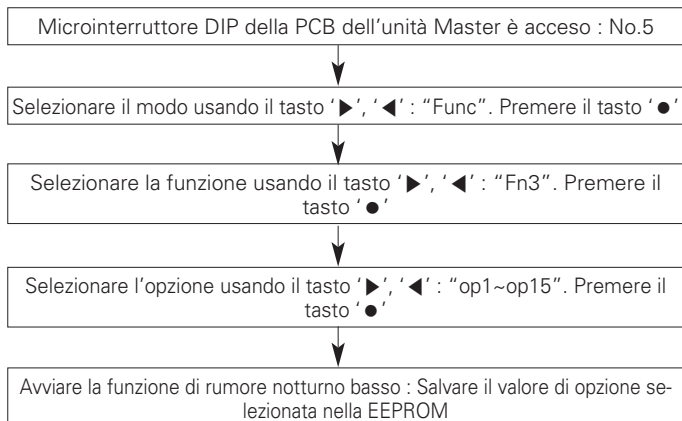 Microinterruttore DIP della PCB dell’unità Master è acceso : No.5
Selezionare il modo usando il tasto ‘▶’, ‘◀’ : “Func”. Premere il tasto ‘●’
Selezionare la funzione usando il tasto ‘▶’, ‘◀’ : “Fn3”. Premere il
tasto ‘●’
Selezionare l’opzione usando il tasto ‘▶’, ‘◀’ : “op1~op15”. Premere il
tasto ‘●’
Avviare la funzione di rumore notturno basso : Salvare il valore di opzione se-
lezionata nella EEPROM